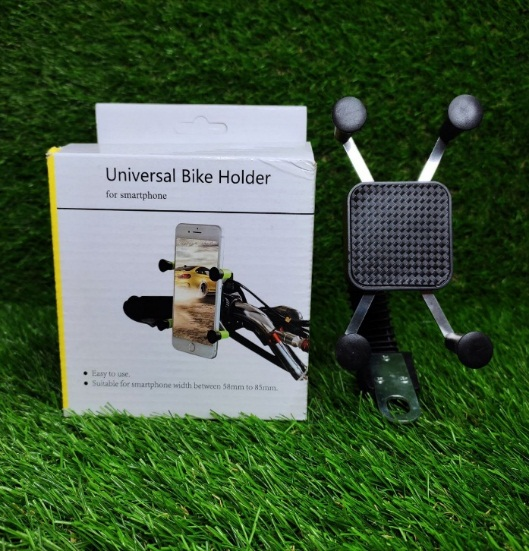 Universal Bike Holder
for smartphone
● Easy to use.
● Suitable for smartphone width between 58mm to 85mm.